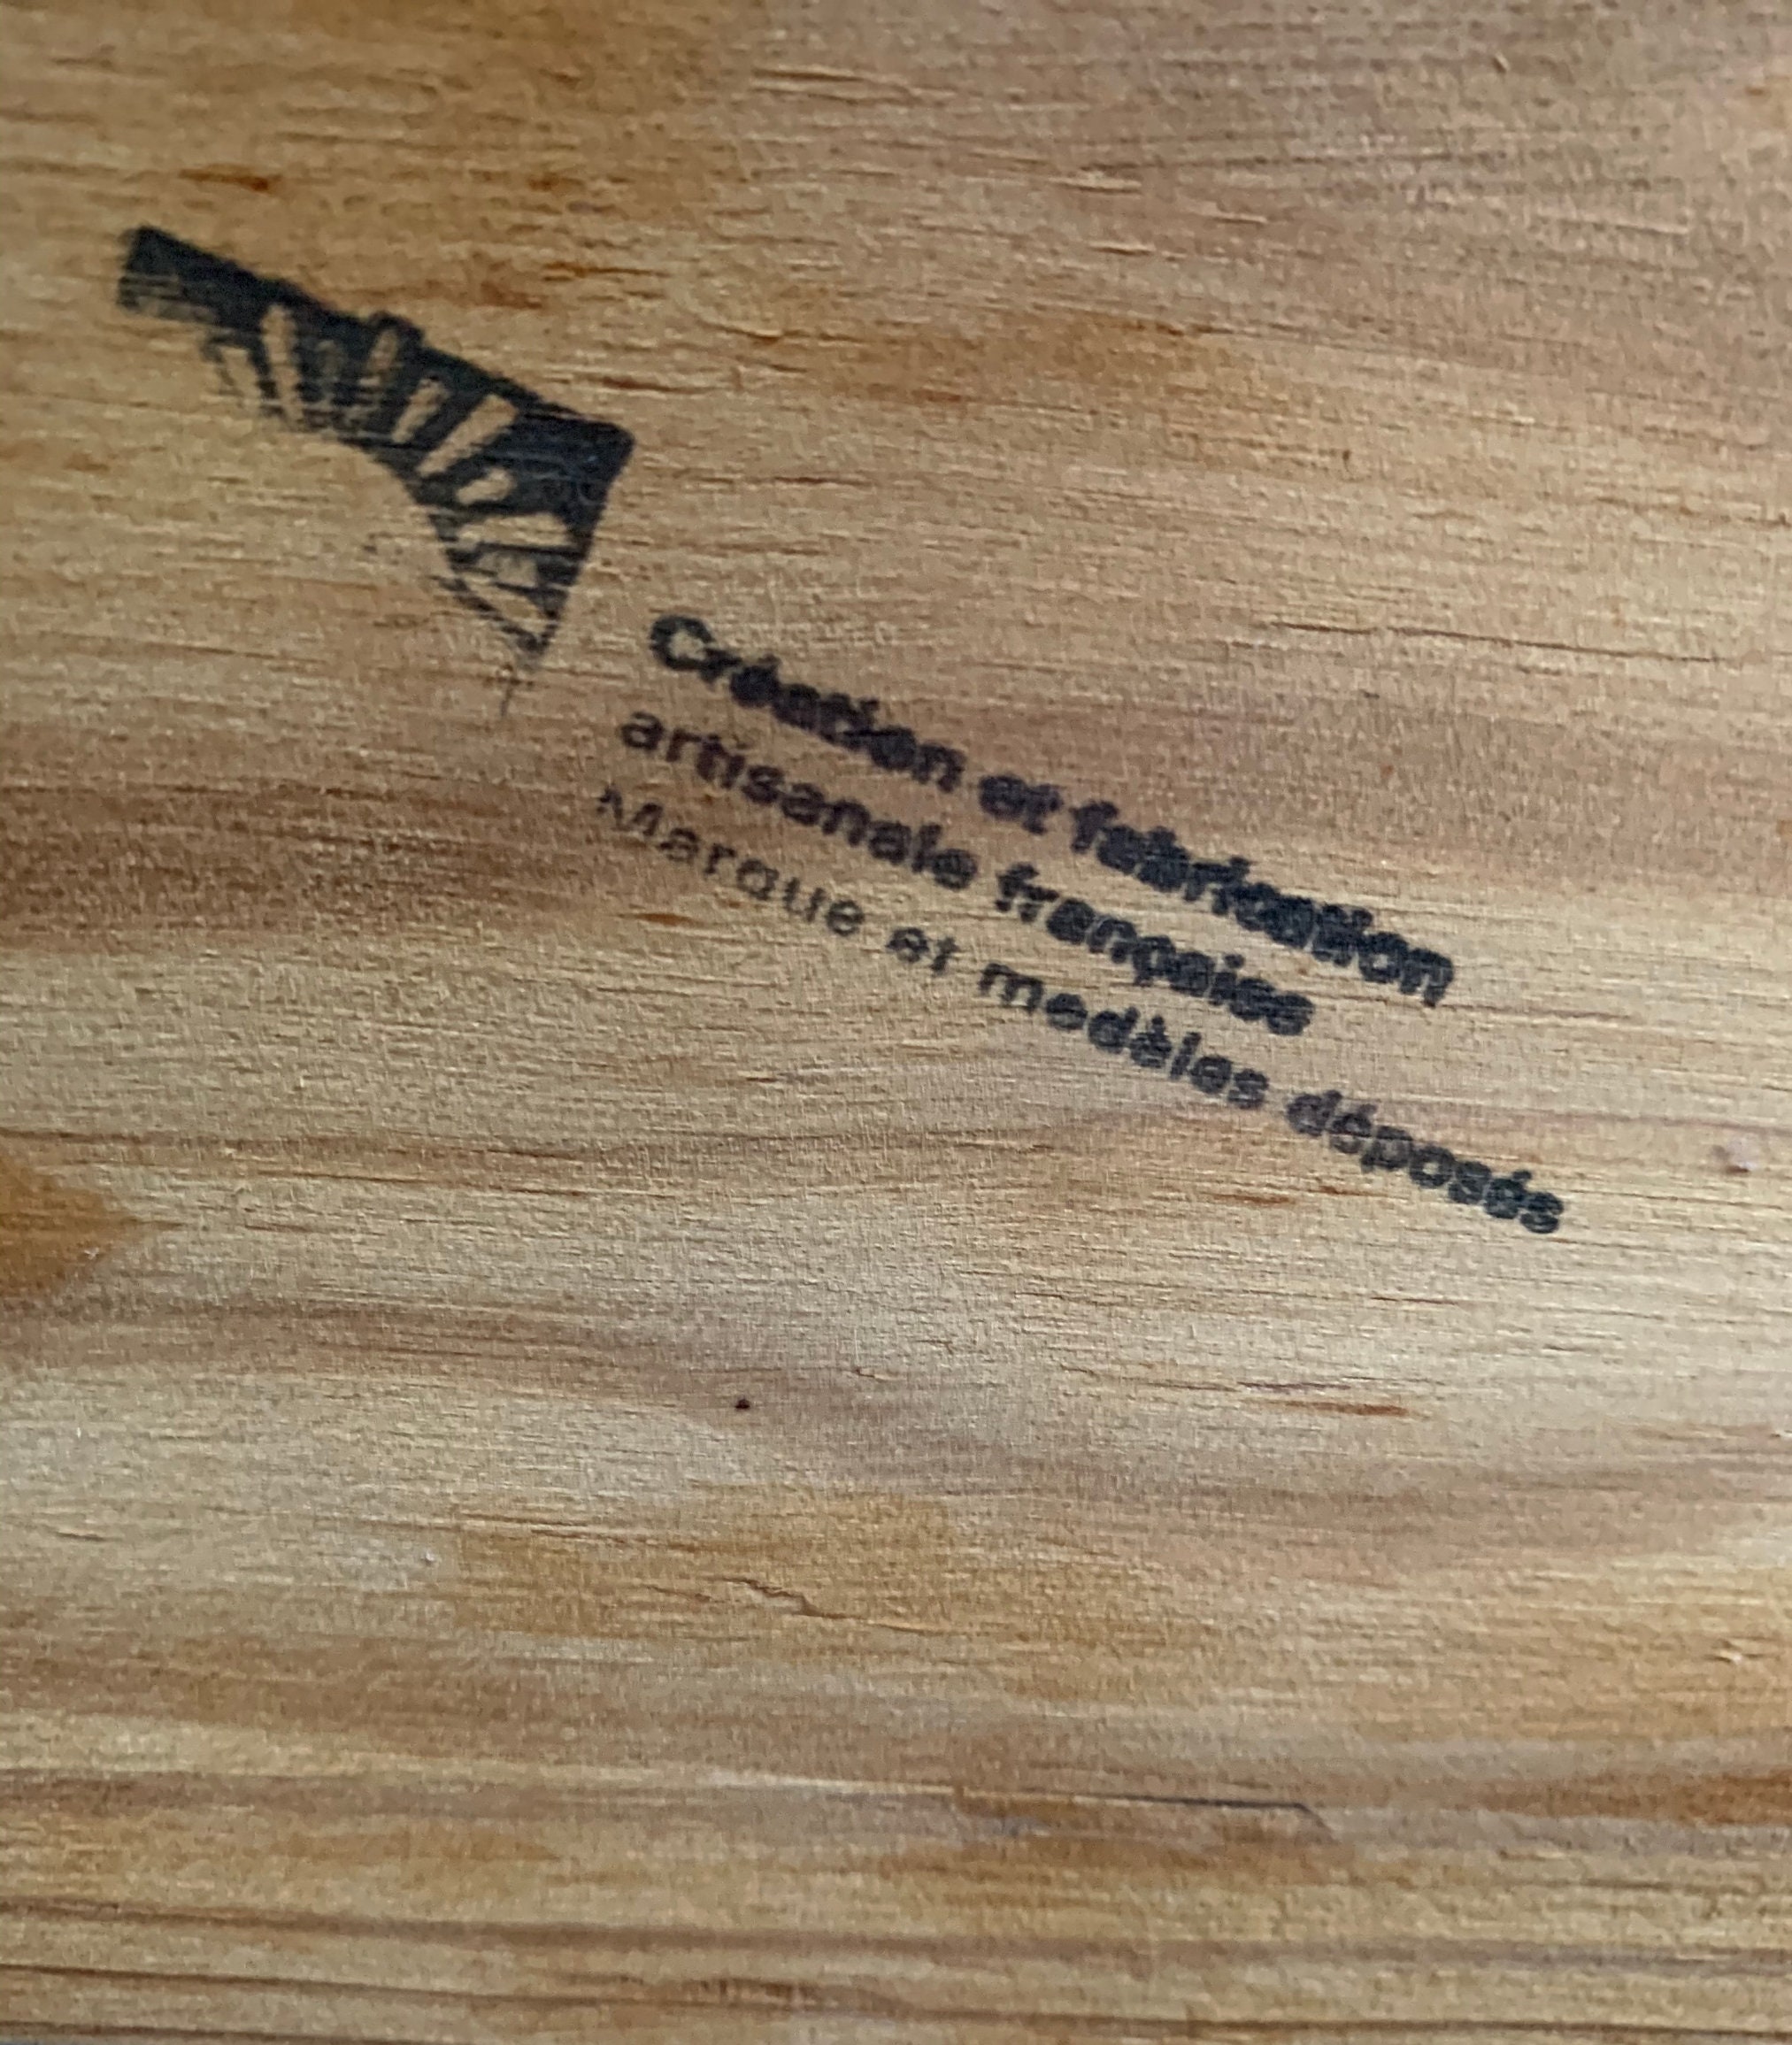 Création et fabrication
artisanale française
Marque et modèles déposés